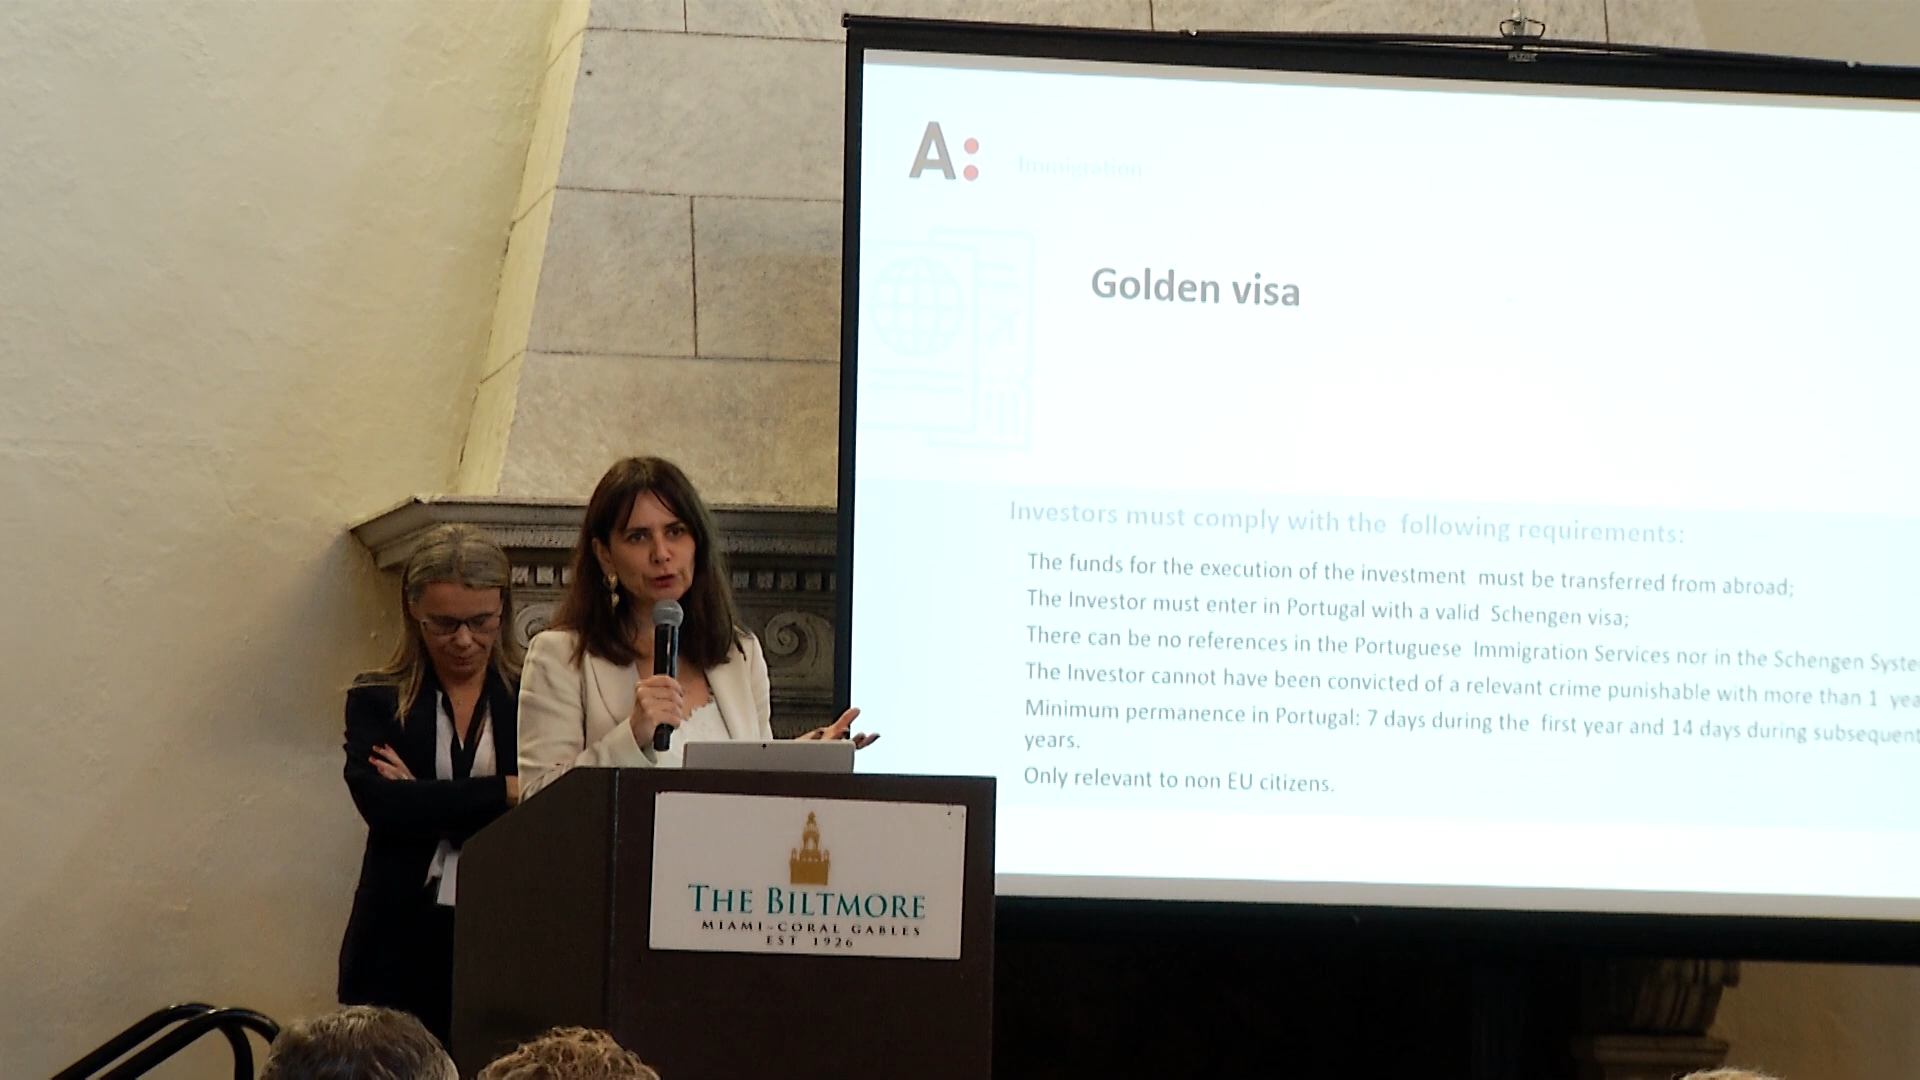 A:
Immigration
Golden visa
Investors must comply with the following requirements:
The funds for the execution of the investment must be transferred from abroad;
The Investor must enter in Portugal with a valid Schengen visa;
There can be no references in the Portuguese Immigration Services nor in the Schengen
The Investor cannot have been convicted of a relevant crime punishable with more than 1
Minimum permanence in Portugal: 7 days during the first year and 14 days during subsequent
years.
Only relevant to non EU citizens.
THE BILTMORE
MIAMI-CORAL GABLES
EST 1926